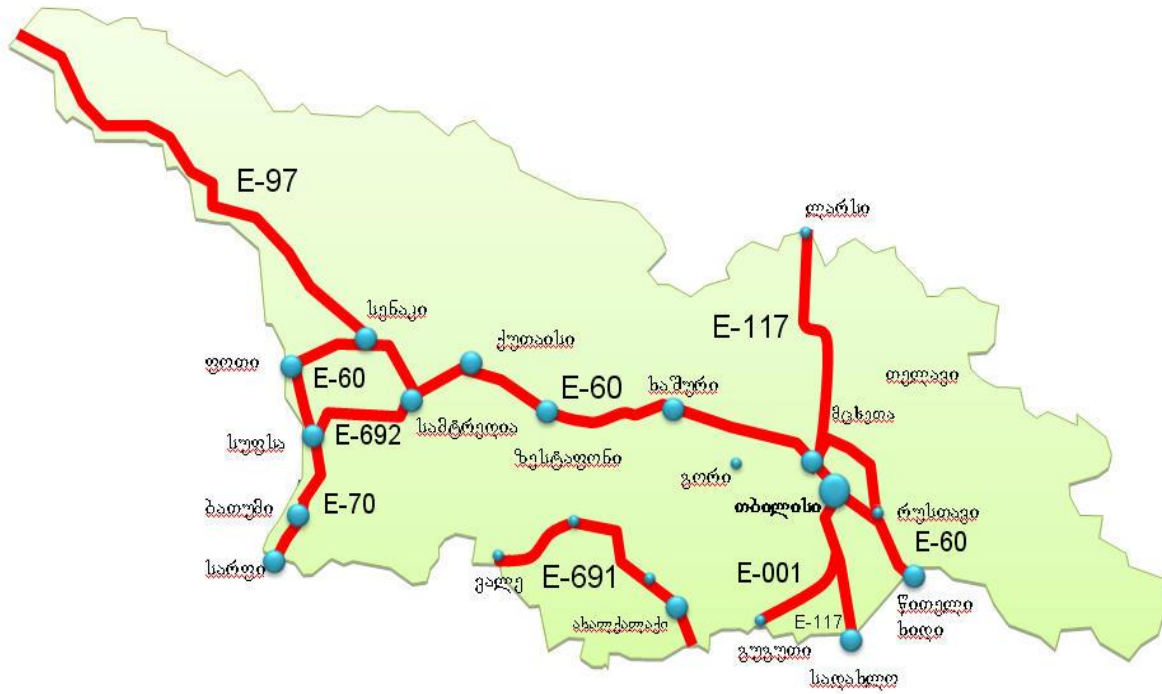 ლარსი
E-97
სენაკი
ქუთაისი
E-117
ფოთი
E-60
E-60
ხაშური
თელავი
მცხეთა
სუფსა
E-692
სამტრედია
ზესტაფონი
გორი
თბილისი
რუსთავი
ბათუმი
E-70
E-60
სარფი
ვალე
E-691
E-001
წითელი
ხიდი
ახალქალაქი
E-117
გუგუთი
სადახლო